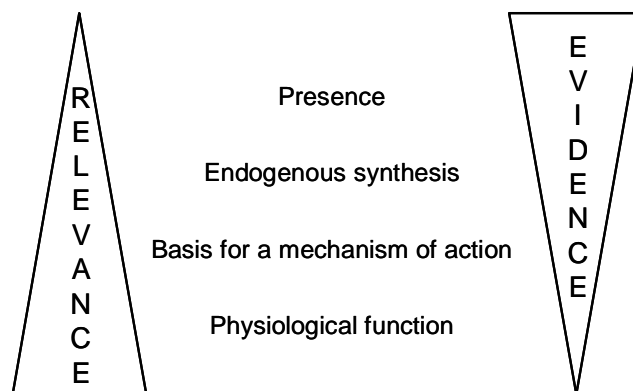 RELEVANCE
Presence
Endogenous synthesis
Basis for a mechanism of action
Physiological function
EVIDENCE